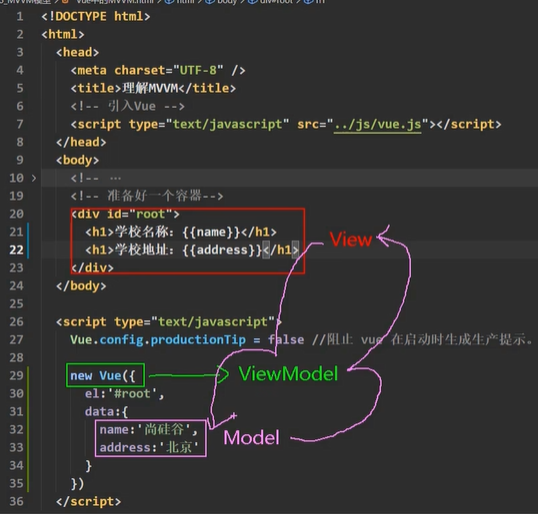 Vue中的MVVM.html > html > body > div#root > h1
1 <!DOCTYPE html>
2 <html>
3 <head>
4 <meta charset="UTF-8" />
5 <title>理解MVVM</title>
6 <!-- 引入Vue -->
7 <script type="text/javascript" src="../js/vue.js"></script>
8 </head>
9 <body>
10 > <!-- …
19 <!-- 准备好一个容器-->
20 <div id="root">
21 <h1>学校名称：{{name}}</h1>
22 <h1>学校地址：{{address}}</h1>
View
23 </div>
24 </body>
25
26 <script type="text/javascript">
27 Vue.config.productionTip = false //阻止 vue 在启动时生成生产提示。
28
29 new Vue({
ViewModel
30 el:'#root',
31 data:{
32 name:'尚硅谷',
33 address:'北京'
Model
34 }
35 })
36 </script>